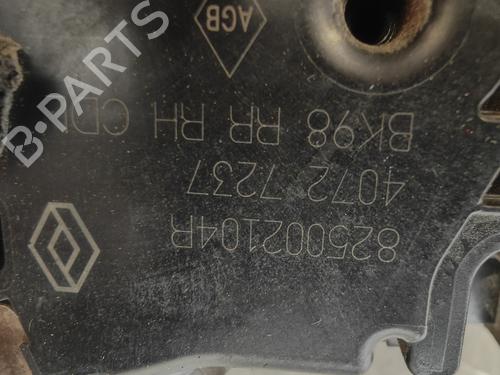 825002104R
4072 7237
BK98 RR RH CD
AGB
B-PARTS